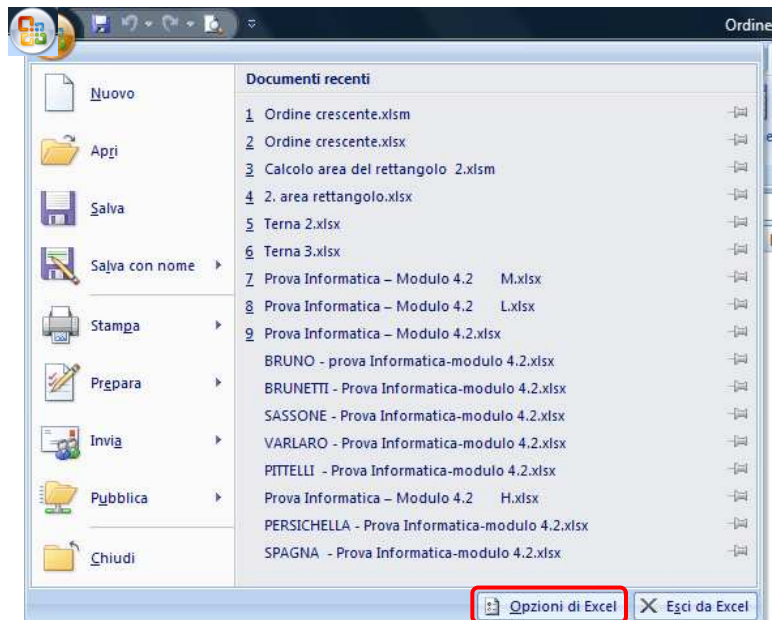 Ordine
Nuovo
Apri
Salva
Salva con nome
Stampa
Prepara
Invia
Pubblica
Chiudi
Documenti recenti
1 Ordine crescente.xlsm
2 Ordine crescente.xlsx
3 Calcolo area del rettangolo 2.xlsm
4 2. area rettangolo.xlsx
5 Terna 2.xlsx
6 Terna 3.xlsx
7 Prova Informatica – Modulo 4.2 M.xlsx
8 Prova Informatica – Modulo 4.2 L.xlsx
9 Prova Informatica – Modulo 4.2.xlsx
BRUNO - prova Informatica-modulo 4.2.xlsx
BRUNETTI - Prova Informatica-modulo 4.2.xlsx
SASSONE - Prova Informatica-modulo 4.2.xlsx
VARLARO - Prova Informatica-modulo 4.2.xlsx
PITTELLI - Prova Informatica-modulo 4.2.xlsx
Prova Informatica – Modulo 4.2 H.xlsx
PERSICHELLA - Prova Informatica-modulo 4.2.xlsx
SPAGNA - Prova Informatica-modulo 4.2.xlsx
Opzioni di Excel
Esci da Excel